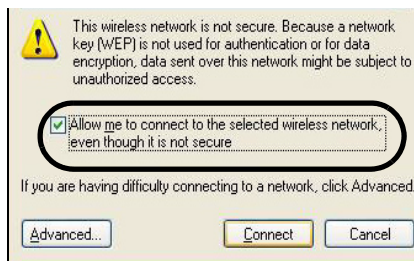 This wireless network is not secure. Because a network
key (WEP) is not used for authentication or for data
encryption, data sent over this network might be subject to
unauthorized access.
Allow me to connect to the selected wireless network,
even though it is not secure
If you are having difficulty connecting to a network, click Advanced.
Advanced... Connect Cancel